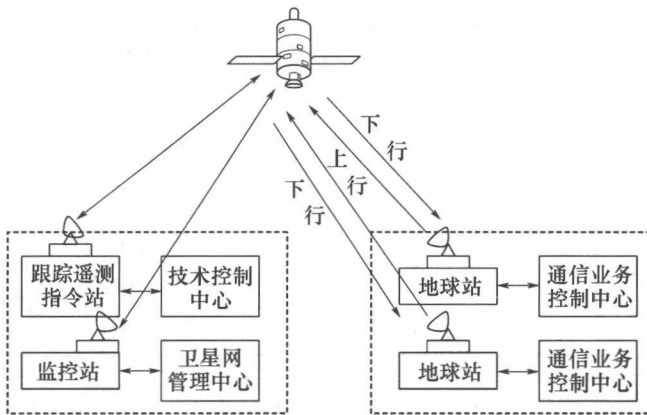 下行
上行
下行
跟踪遥测
指令站
技术控制
中心
地球站
通信业务
控制中心
监控站
卫星网
管理中心
地球站
通信业务
控制中心